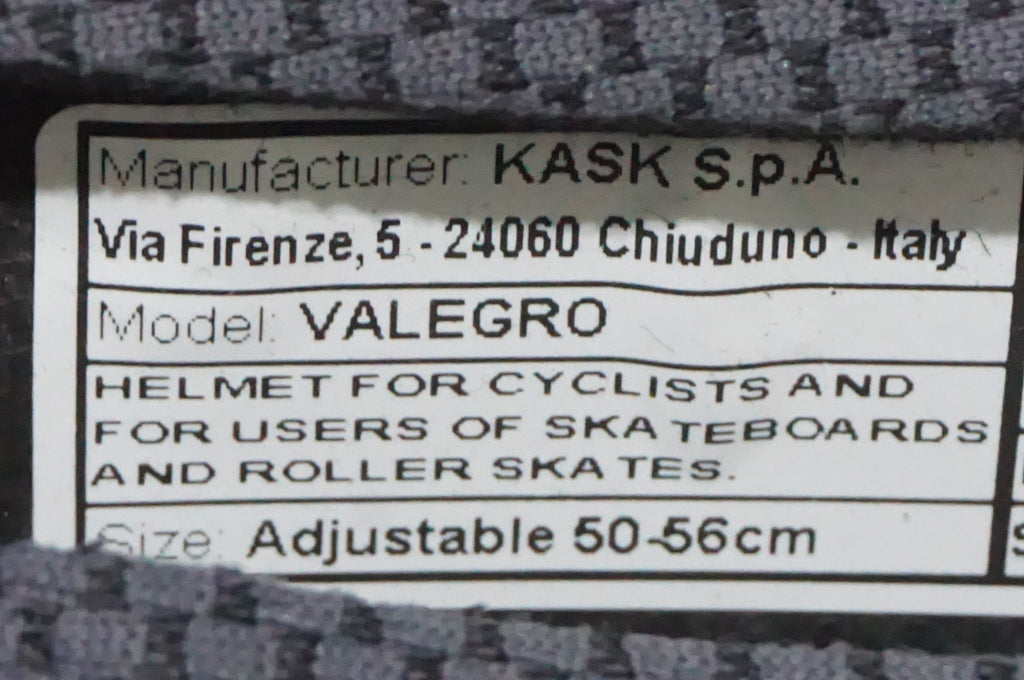 Manufacturer: KASK S.p.A.
Via Firenze, 5 - 24060 Chiuduno - Italy
Model: VALEGRO
HELMET FOR CYCLISTS AND
FOR USERS OF SKATEBOARDS
AND ROLLER SKATES.
Size: Adjustable 50-56cm